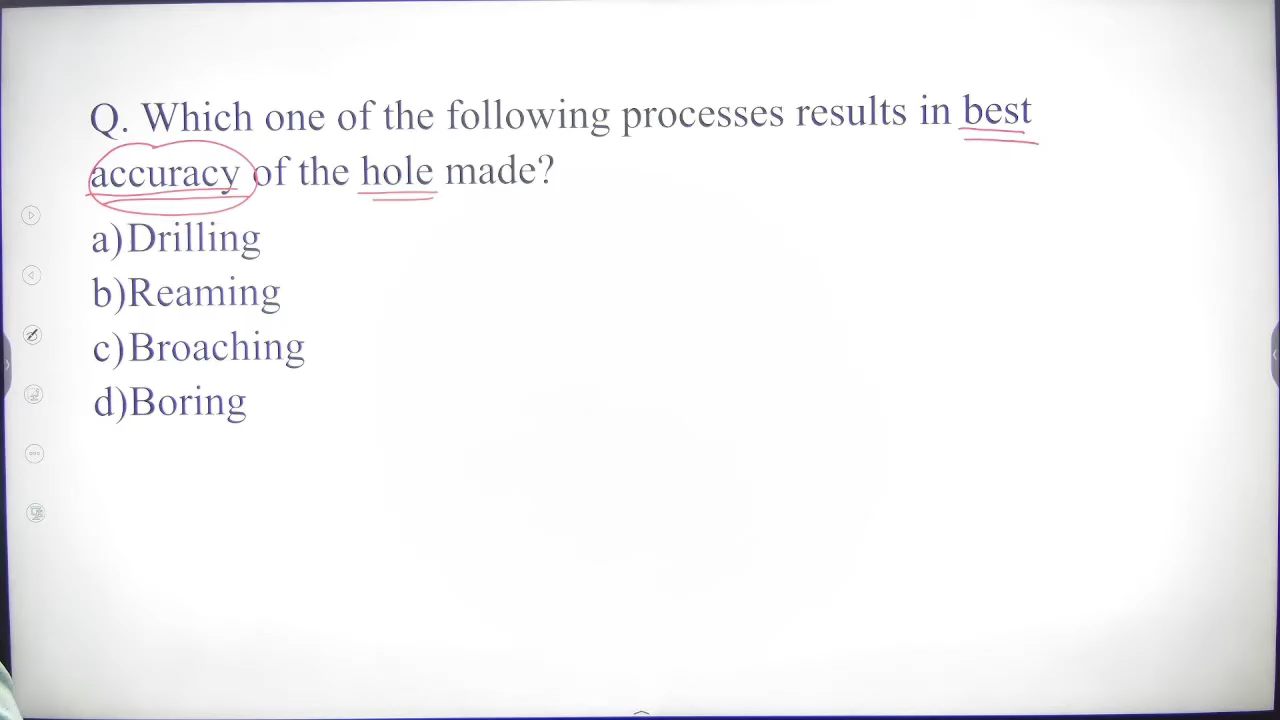 Q. Which one of the following processes results in best
accuracy of the hole made?
a)Drilling
b)Reaming
c)Broaching
d)Boring